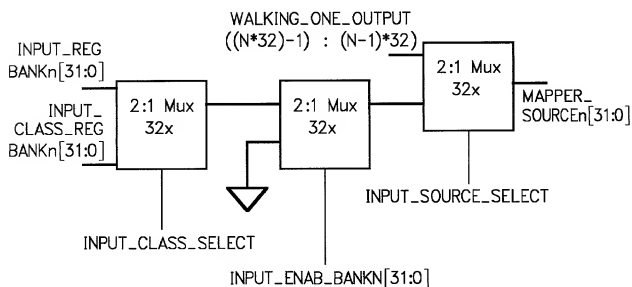 WALKING_ONE_OUTPUT
((N*32)-1) : (N-1)*32)
INPUT_REG
BANKn[31:0]
INPUT_
CLASS_REG
BANKn[31:0]
2:1 Mux
32x
2:1 Mux
32x
2:1 Mux
32x
MAPPER_
SOURCEn[31:0]
INPUT_SOURCE_SELECT
INPUT_CLASS_SELECT
INPUT_ENAB_BANKN[31:0]